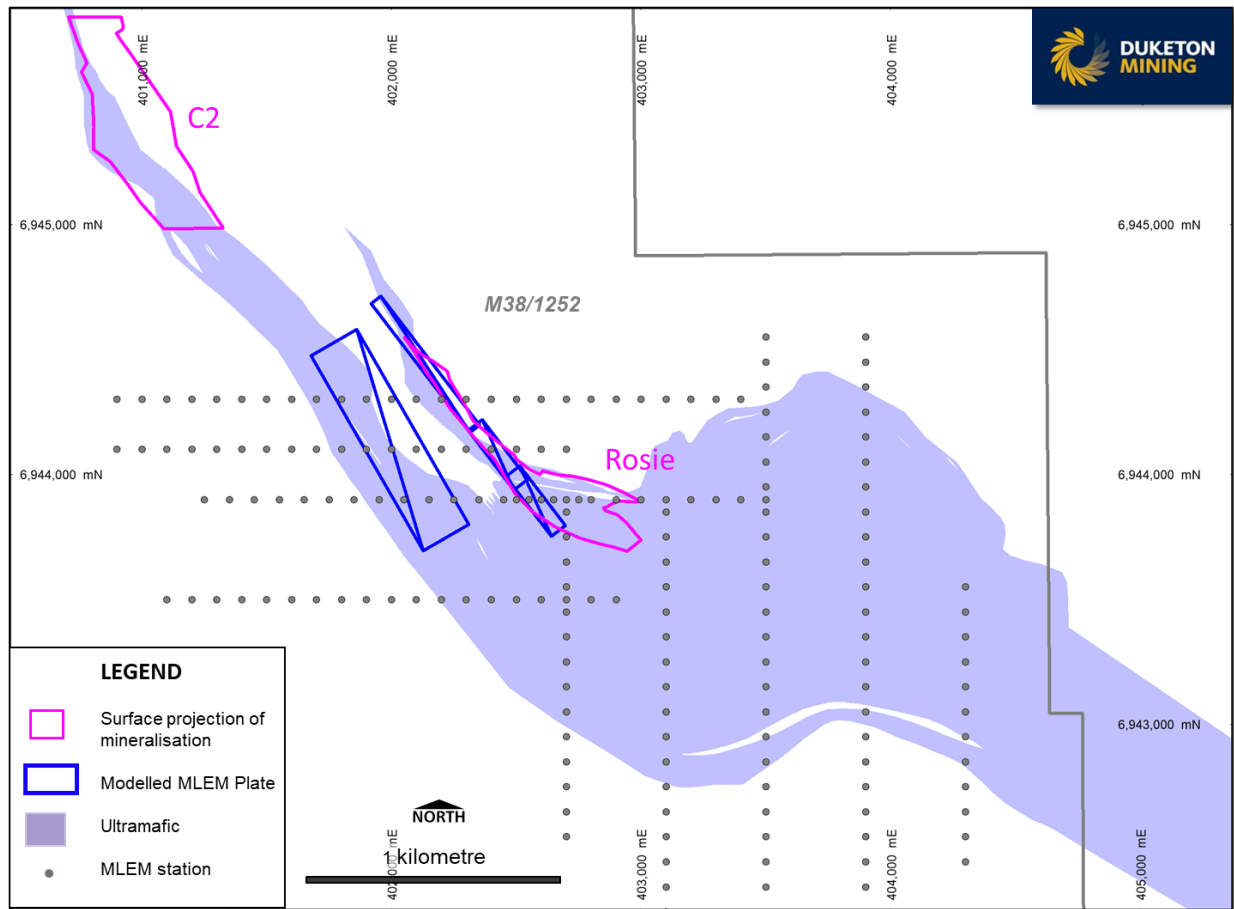 401,000 mE
402,000 mE
403,000 mE
404,000 mE
DUKETON
MINING
C2
6,945,000 mN
6,945,000 mN
M38/1252
Rosie
6,944,000 mN
6,944,000 mN
LEGEND
Surface projection of
mineralisation
Modelled MLEM Plate
Ultramafic
MLEM station
6,943,000 mN
NORTH
1 kilometre
402,000 mE
403,000 mE
404,000 mE
405,000 mE